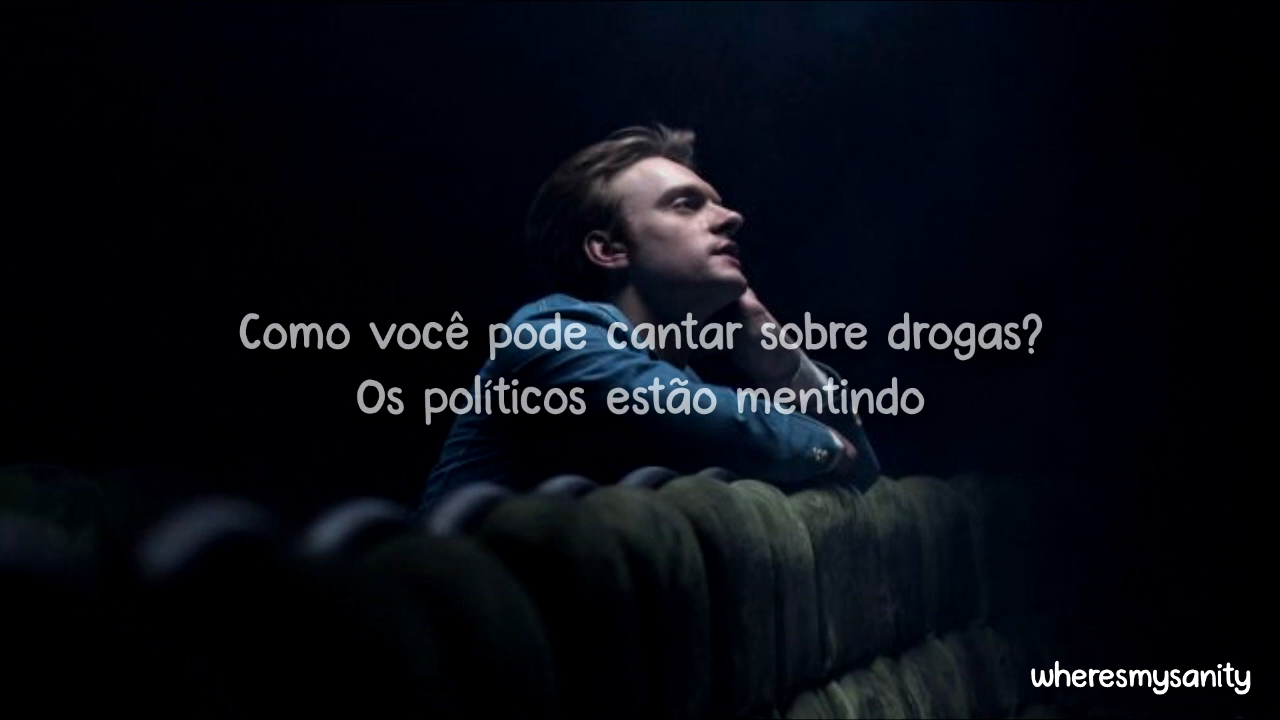 Como você pode cantar sobre drogas?
Os políticos estão mentindo
wheresmysanity